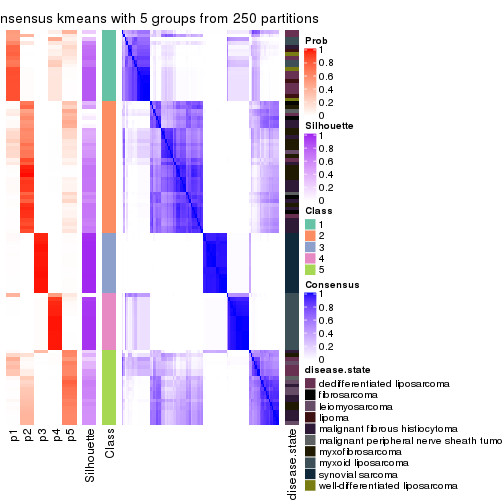 nsensus kmeans with 5 groups from 250 partitions
Prob
1
0.8
0.6
0.4
0.2
0
Silhouette
1
0.8
0.6
0.4
0.2
0
Class
1
2
3
4
5
Consensus
1
0.8
0.6
0.4
0.2
0
disease.state
dedifferentiated liposarcoma
fibrosarcoma
leiomyosarcoma
lipoma
malignant fibrous histiocytoma
malignant peripheral nerve sheath tumo
myxofibrosarcoma
myxoid liposarcoma
synovial sarcoma
well-differentiated liposarcoma
p1
p2
p3
p4
p5
Silhouette
Class
disease.state